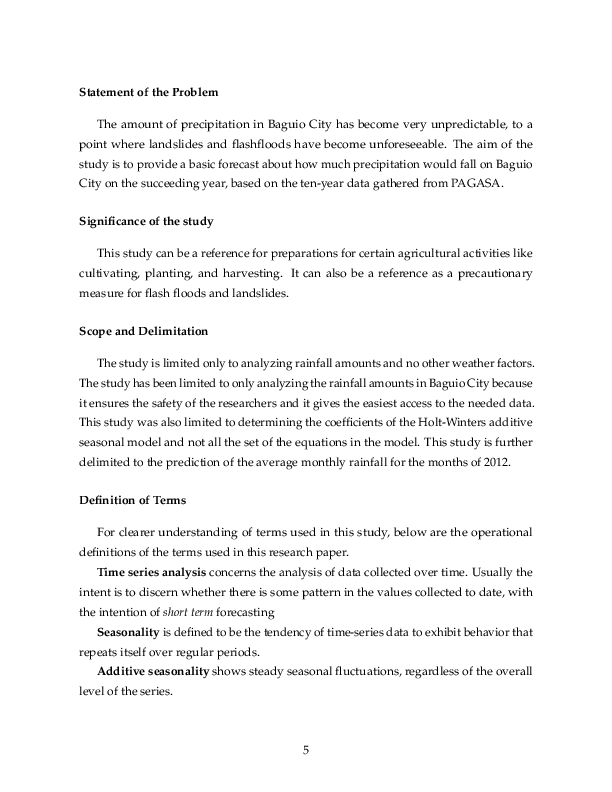 Statement of the Problem
The amount of precipitation in Baguio City has become very unpredictable, to a
point where landslides and flashfloods have become unforeseeable. The aim of the
study is to provide a basic forecast about how much precipitation would fall on Baguio
City on the succeeding year, based on the ten-year data gathered from PAGASA.
Significance of the study
This study can be a reference for preparations for certain agricultural activities like
cultivating, planting, and harvesting. It can also be a reference as a precautionary
measure for flash floods and landslides.
Scope and Delimitation
The study is limited only to analyzing rainfall amounts and no other weather factors.
The study has been limited to only analyzing the rainfall amounts in Baguio City because
it ensures the safety of the researchers and it gives the easiest access to the needed data.
This study was also limited to determining the coefficients of the Holt-Winters additive
seasonal model and not all the set of the equations in the model. This study is further
delimited to the prediction of the average monthly rainfall for the months of 2012.
Definition of Terms
For clearer understanding of terms used in this study, below are the operational
definitions of the terms used in this research paper.
Time series analysis concerns the analysis of data collected over time. Usually the
intent is to discern whether there is some pattern in the values collected to date, with
the intention of short term forecasting
Seasonality is defined to be the tendency of time-series data to exhibit behavior that
repeats itself over regular periods.
Additive seasonality shows steady seasonal fluctuations, regardless of the overall
level of the series.
5